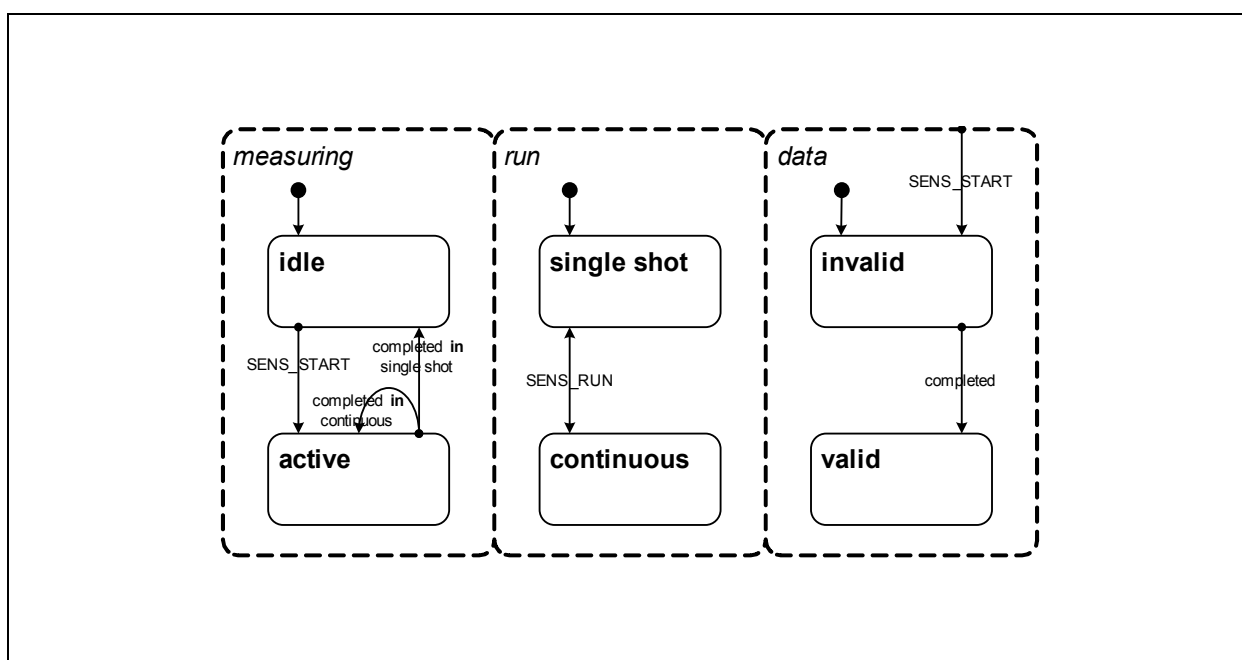 measuring
idle
SENS_START
completed in
single shot
completed in
continuous
active
run
single shot
SENS_RUN
continuous
data
SENS_START
invalid
completed
valid